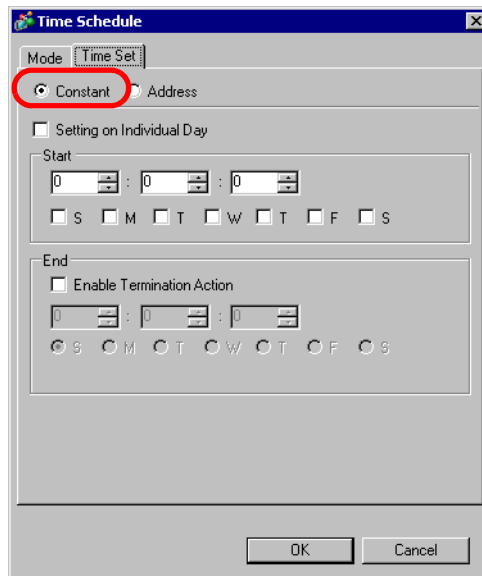 Time Schedule
Mode Time Set
Constant Address
Setting on Individual Day
Start
0 : 0 : 0
S M T W T F S
End
Enable Termination Action
0 : 0 : 0
S M T W T F S
OK Cancel